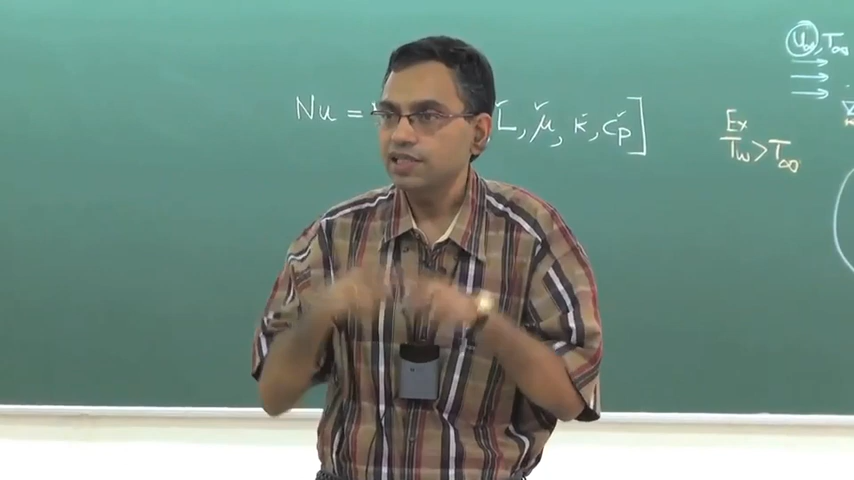 Nu = L, μ, k, Cp]
U∞, T∞
Ex
Tw > T∞